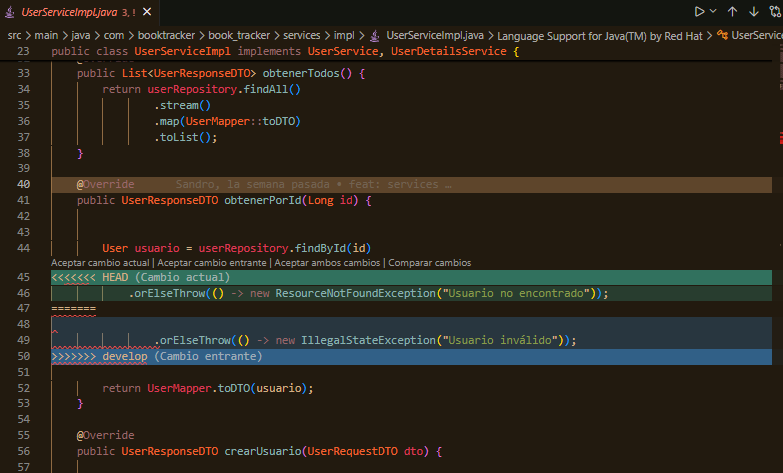 UserServiceImpl.java 3, !
src > main > java > com > booktracker > book_tracker > services > impl > UserServiceImpl.java > Language Support for Java(TM) by Red Hat > UserService
23 public class UserServiceImpl implements UserService, UserDetailsService {
33 public List<UserResponseDTO> obtenerTodos() {
34 return userRepository.findAll()
35 .stream()
36 .map(UserMapper::toDTO)
37 .toList();
38 }
39
40 @Override Sandro, la semana pasada • feat: services …
41 public UserResponseDTO obtenerPorId(Long id) {
42
43
44 User usuario = userRepository.findById(id)
Aceptar cambio actual | Aceptar cambio entrante | Aceptar ambos cambios | Comparar cambios
45 <<<<<<< HEAD (Cambio actual)
46 .orElseThrow(() -> new ResourceNotFoundException("Usuario no encontrado"));
47 =======
48
49 .orElseThrow(() -> new IllegalStateException("Usuario inválido"));
50 >>>>>>> develop (Cambio entrante)
51
52 return UserMapper.toDTO(usuario);
53 }
54
55 @Override
56 public UserResponseDTO crearUsuario(UserRequestDTO dto) {
57